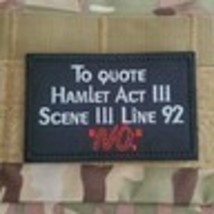 To quote
Hamlet Act III
Scene III Line 92
"NO."